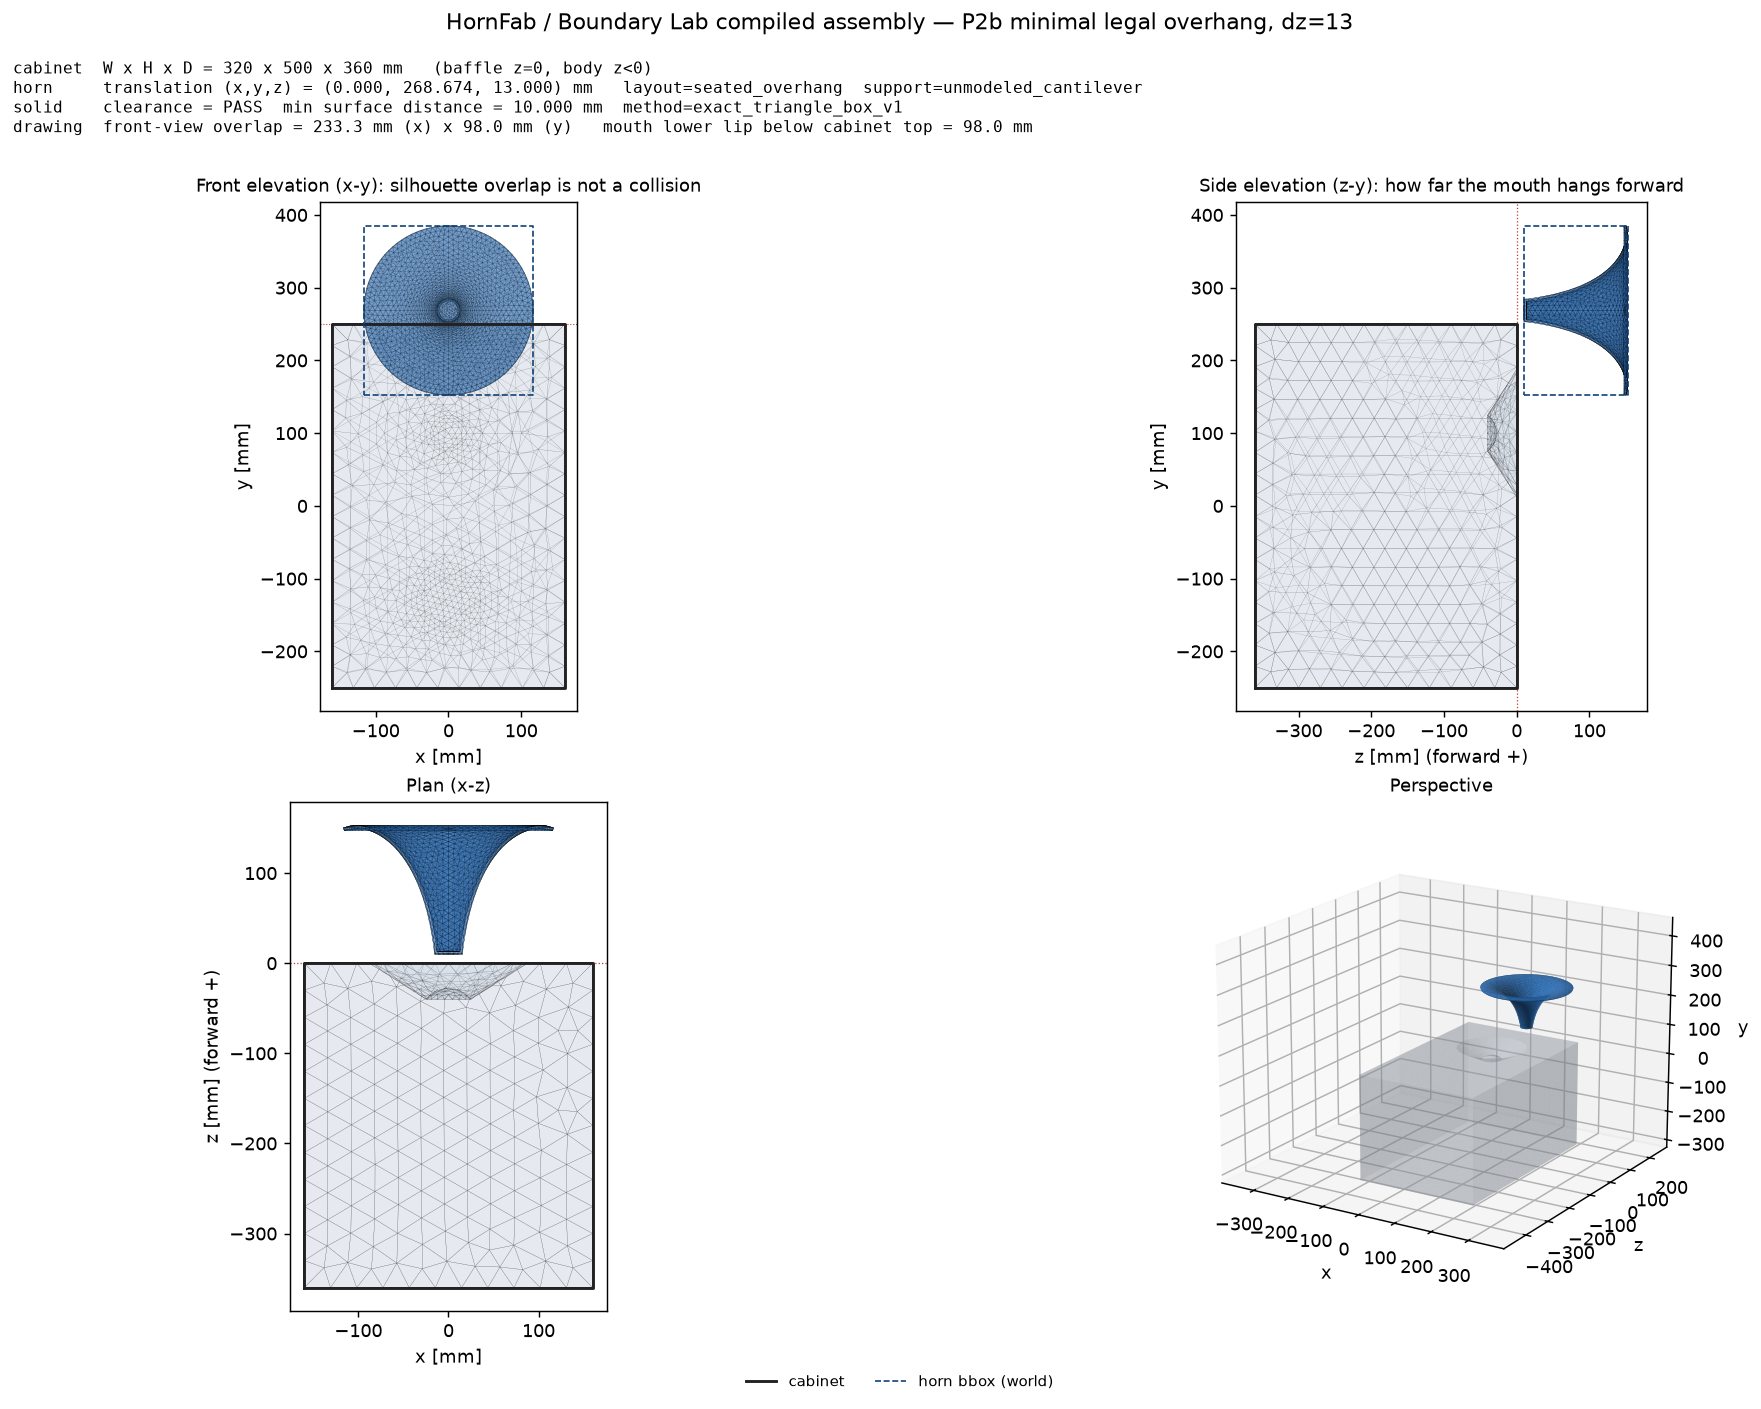 HornFab / Boundary Lab compiled assembly — P2b minimal legal overhang, dz=13
cabinet  W x H x D = 320 x 500 x 360 mm   (baffle z=0, body z<0)
horn     translation (x,y,z) = (0.000, 268.674, 13.000) mm   layout=seated_overhang  support=unmodeled_cantilever
solid    clearance = PASS  min surface distance = 10.000 mm  method=exact_triangle_box_v1
drawing  front-view overlap = 233.3 mm (x) x 98.0 mm (y)   mouth lower lip below cabinet top = 98.0 mm
Front elevation (x-y): silhouette overlap is not a collision
400
300
200
100
0
−100
−200
y [mm]
−100 0 100
x [mm]
Side elevation (z-y): how far the mouth hangs forward
400
300
200
100
0
−100
−200
y [mm]
−300 −200 −100 0 100
z [mm] (forward +)
Plan (x-z)
100
0
−100
−200
−300
z [mm] (forward +)
−100 0 100
x [mm]
Perspective
400
300
200
100
0
−100
−200
−300
y
−300 −200 −100 0 100 200 300
x
−400 −300 −200 −100 0 100 200
z
cabinet
horn bbox (world)